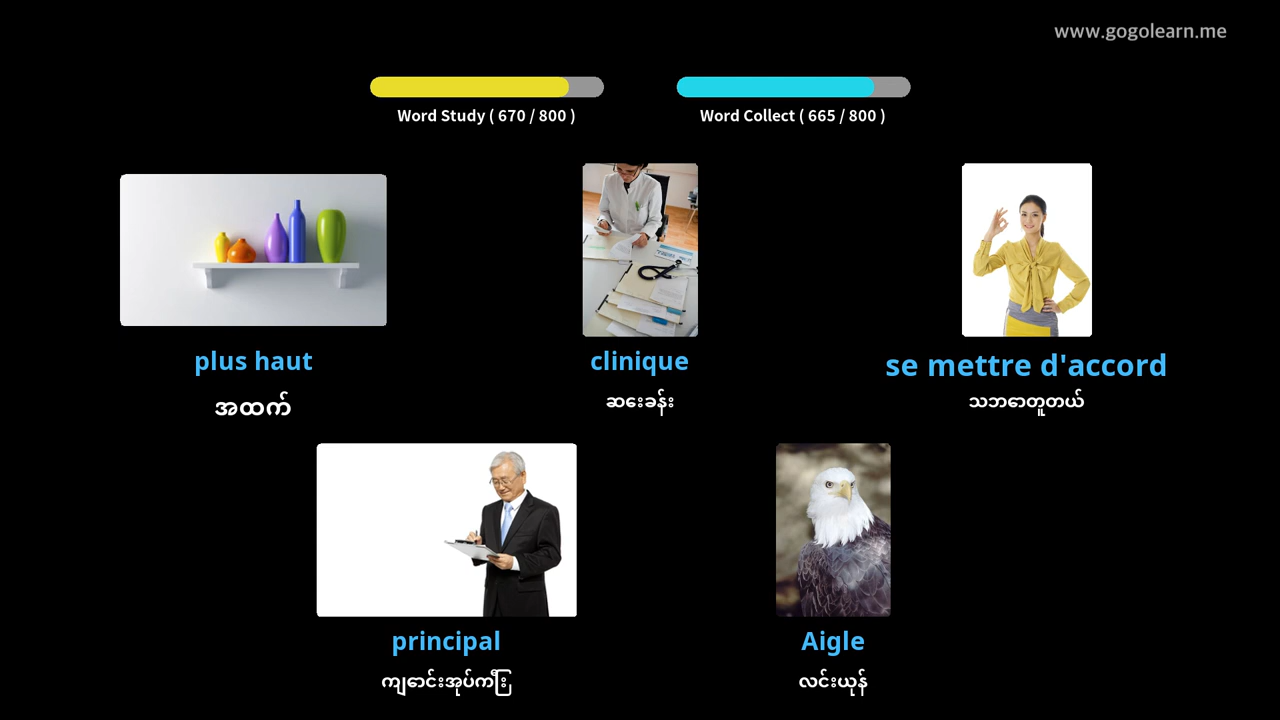 www.gogolearn.me
Word Study ( 670 / 800 )
Word Collect ( 665 / 800 )
plus haut
clinique
se mettre d'accord
အထက်
ဆေးခန်း
သဘောတူတယ်
principal
Aigle
ကျောင်းအုပ်ကြီး
လင်းယုန်